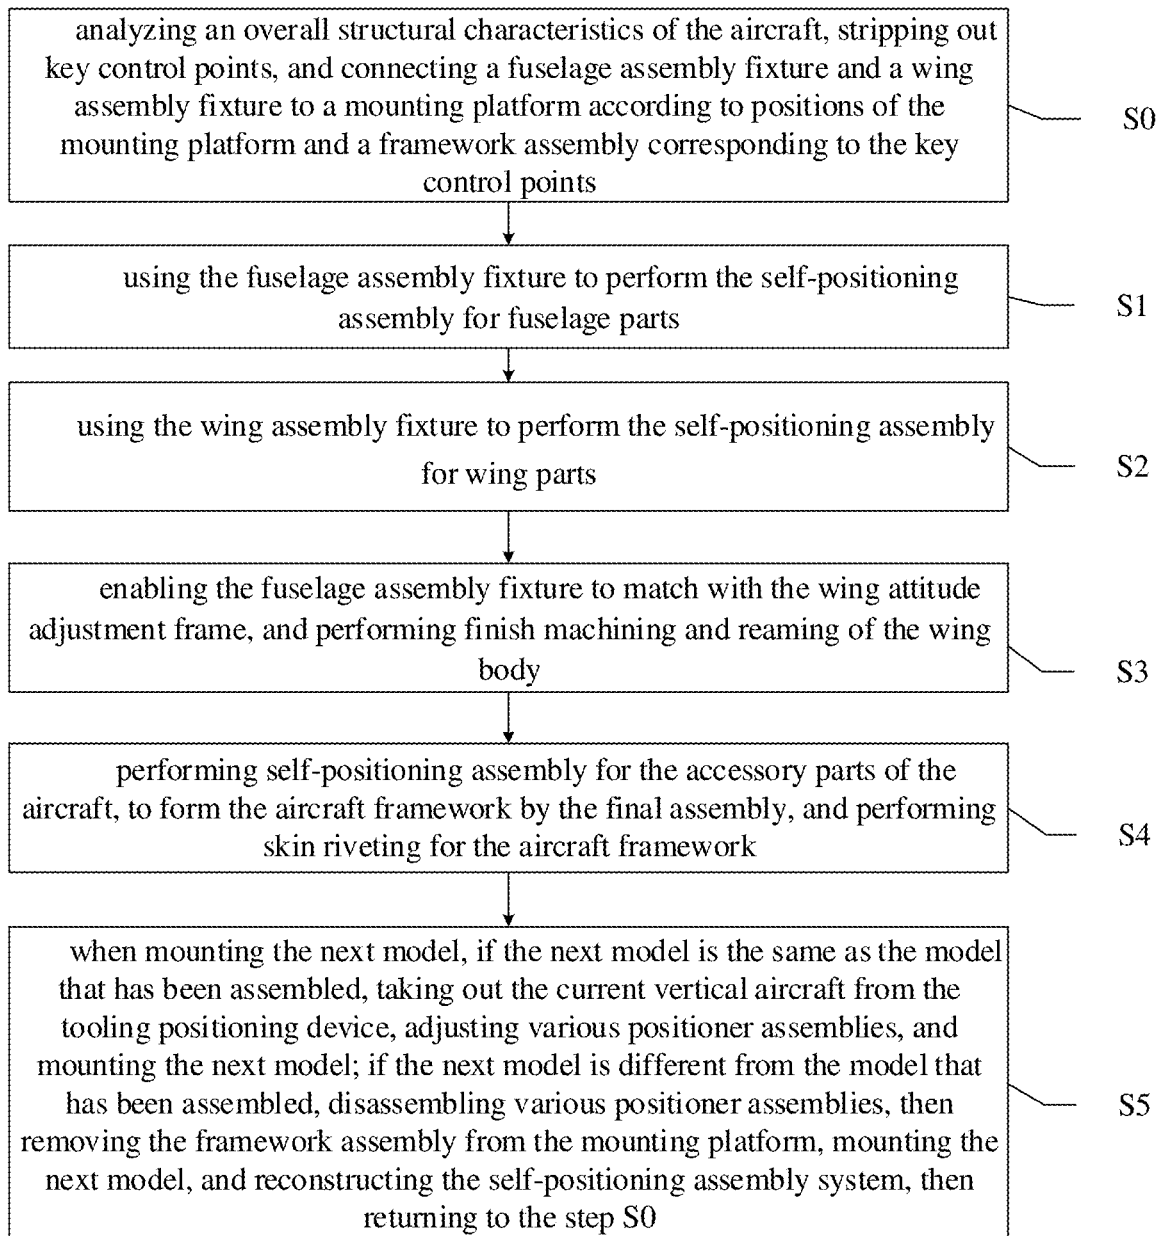 analyzing an overall structural characteristics of the aircraft, stripping out
key control points, and connecting a fuselage assembly fixture and a wing
assembly fixture to a mounting platform according to positions of the
mounting platform and a framework assembly corresponding to the key
control points
S0
using the fuselage assembly fixture to perform the self-positioning
assembly for fuselage parts
S1
using the wing assembly fixture to perform the self-positioning assembly
for wing parts
S2
enabling the fuselage assembly fixture to match with the wing attitude
adjustment frame, and performing finish machining and reaming of the wing
body
S3
performing self-positioning assembly for the accessory parts of the
aircraft, to form the aircraft framework by the final assembly, and performing
skin riveting for the aircraft framework
S4
when mounting the next model, if the next model is the same as the model
that has been assembled, taking out the current vertical aircraft from the
tooling positioning device, adjusting various positioner assemblies, and
mounting the next model; if the next model is different from the model that
has been assembled, disassembling various positioner assemblies, then
removing the framework assembly from the mounting platform, mounting the
next model, and reconstructing the self-positioning assembly system, then
returning to the step S0
S5